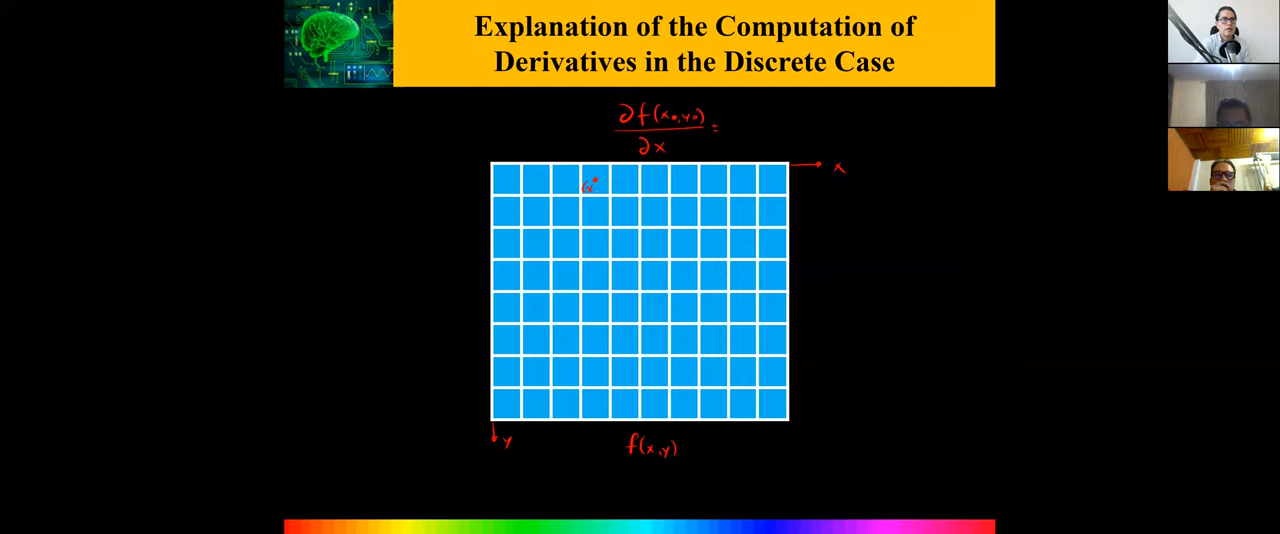 Explanation of the Computation of
Derivatives in the Discrete Case
∂f(x₀,y₀)
∂x
=
x
y
f(x,y)